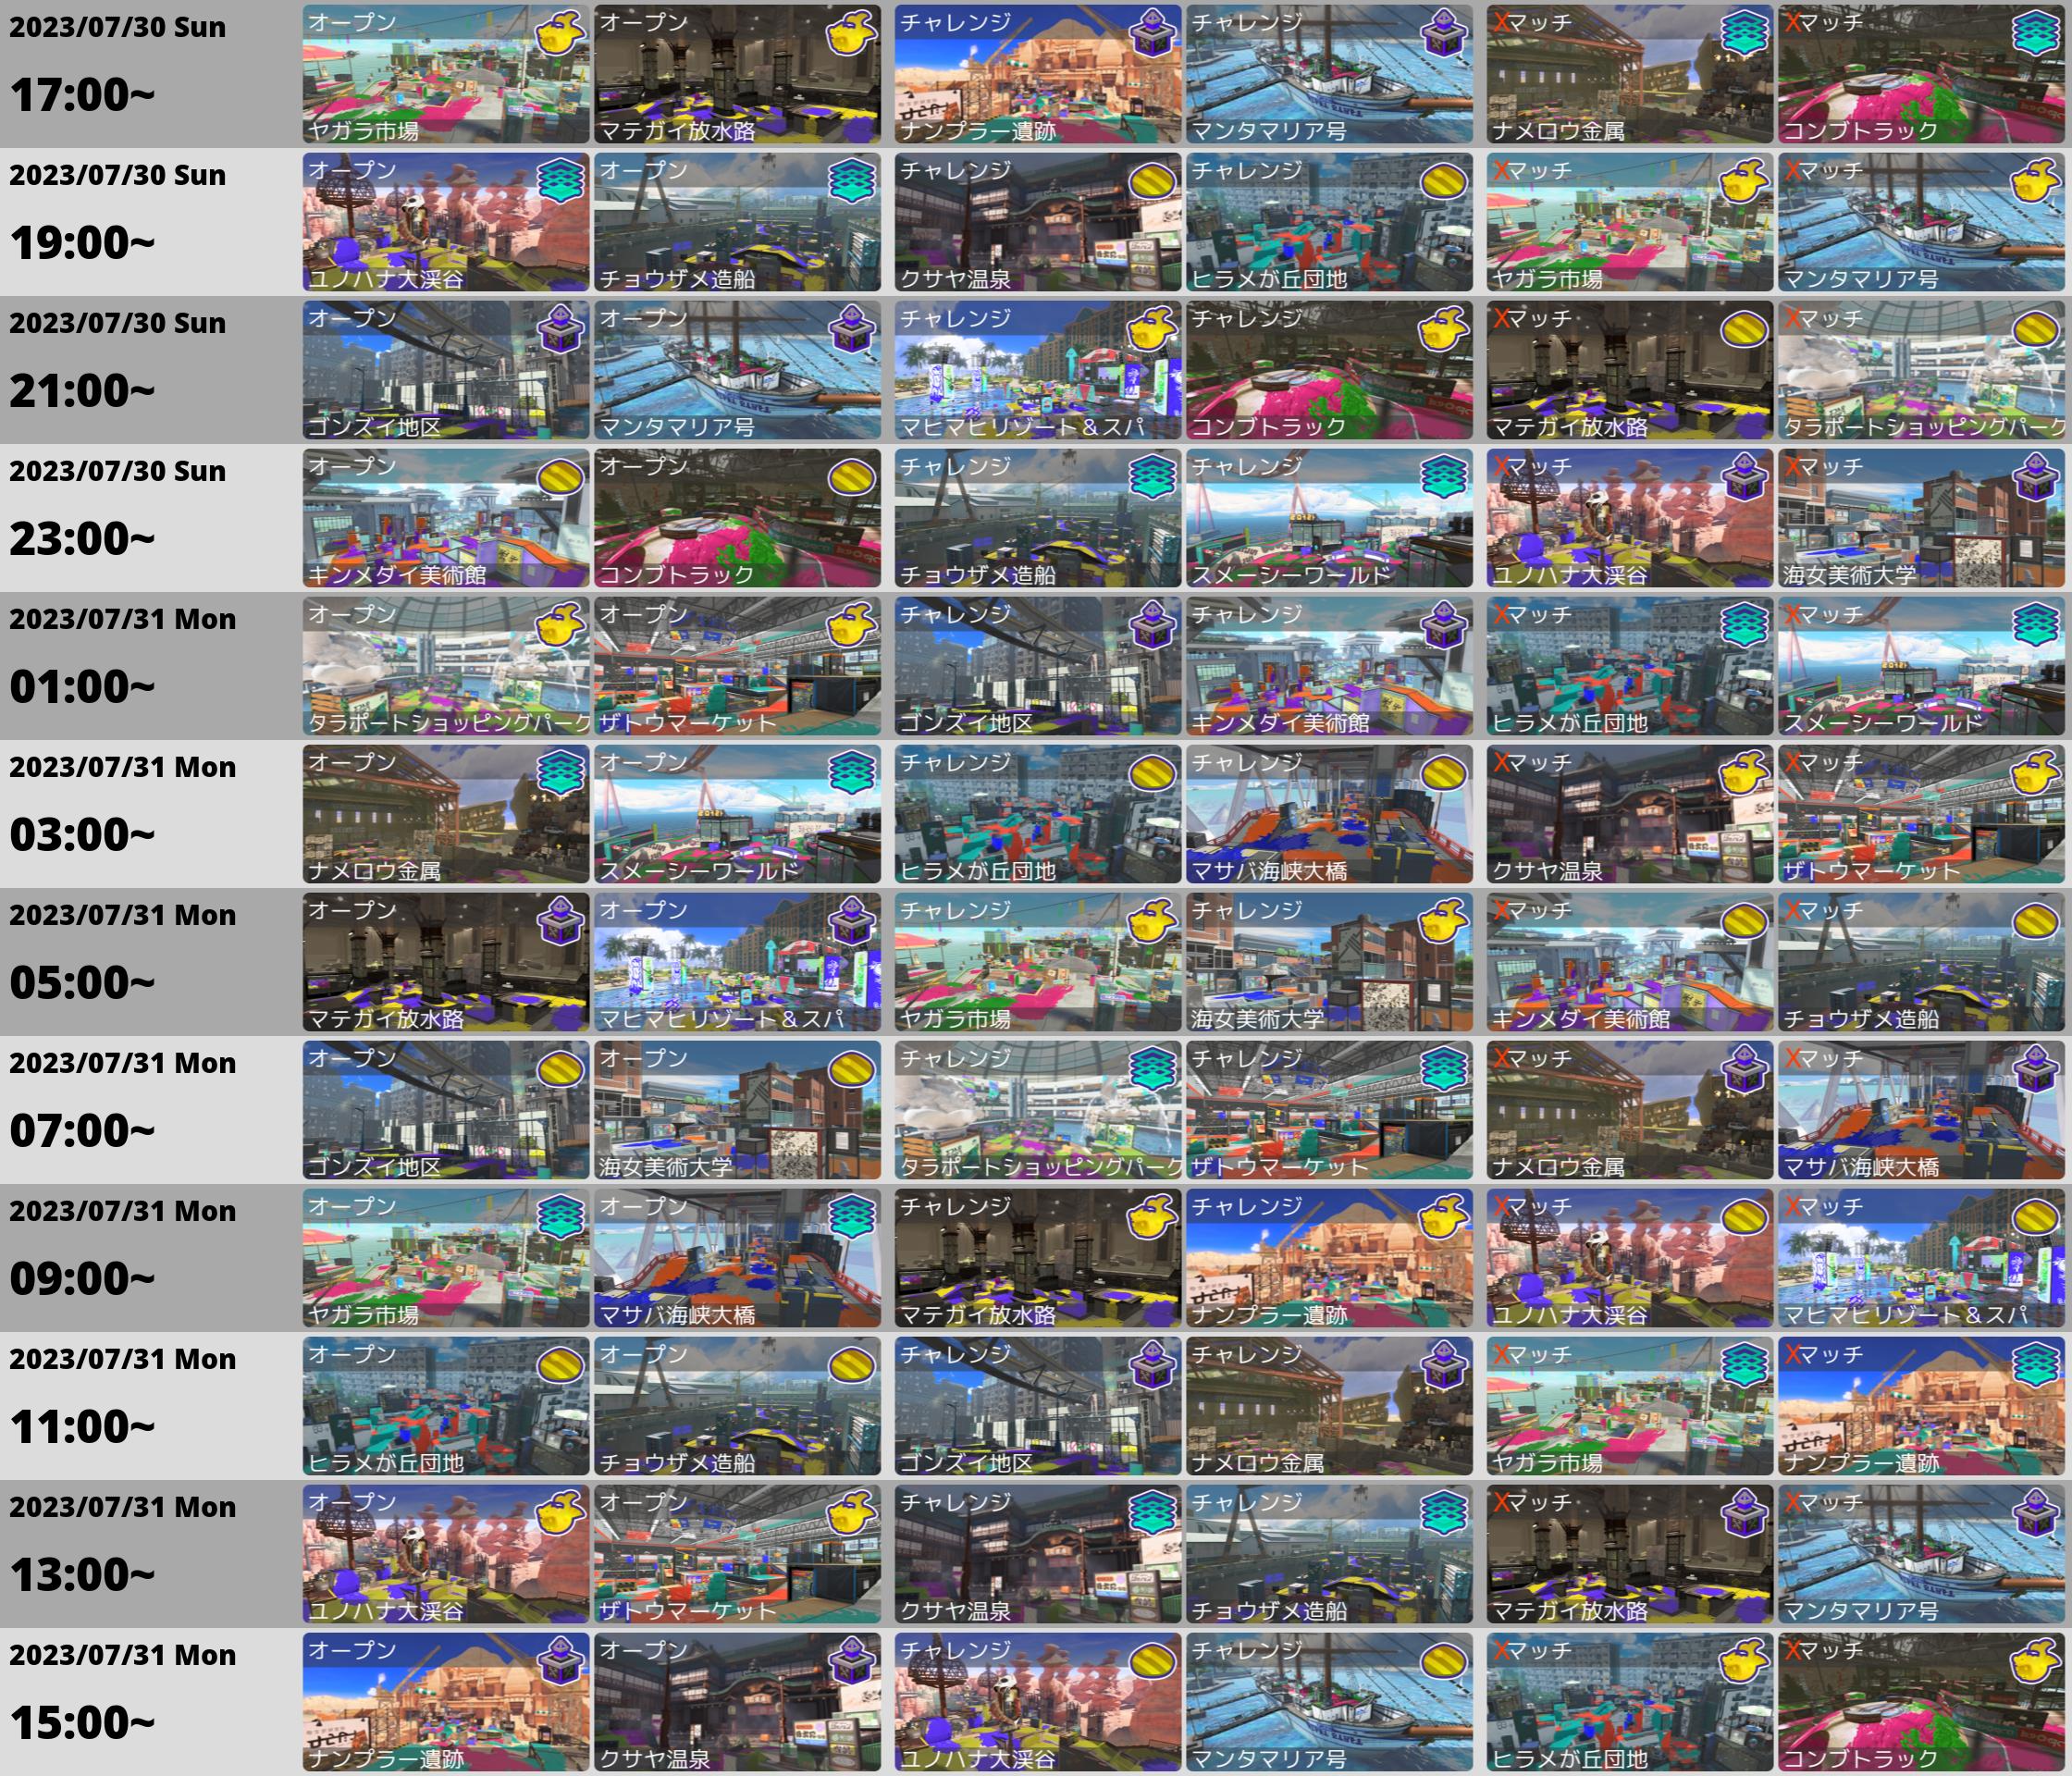 2023/07/30 Sun
17:00~
オープン オープン チャレンジ チャレンジ Xマッチ Xマッチ
ヤガラ市場 マテガイ放水路 ナンプラー遺跡 マンタマリア号 ナメロウ金属 コンブトラック
2023/07/30 Sun
19:00~
オープン オープン チャレンジ チャレンジ Xマッチ Xマッチ
ユノハナ大渓谷 チョウザメ造船 クサヤ温泉 ヒラメが丘団地 ヤガラ市場 マンタマリア号
2023/07/30 Sun
21:00~
オープン オープン チャレンジ チャレンジ Xマッチ Xマッチ
ゴンズイ地区 マンタマリア号 マヒマヒリゾート&スパ コンブトラック マテガイ放水路 タラポートショッピングパーク
2023/07/30 Sun
23:00~
オープン オープン チャレンジ チャレンジ Xマッチ Xマッチ
キンメダイ美術館 コンブトラック チョウザメ造船 スメーシーワールド ユノハナ大渓谷 海女美術大学
2023/07/31 Mon
01:00~
オープン オープン チャレンジ チャレンジ Xマッチ Xマッチ
タラポートショッピングパーク ザトウマーケット ゴンズイ地区 キンメダイ美術館 ヒラメが丘団地 スメーシーワールド
2023/07/31 Mon
03:00~
オープン オープン チャレンジ チャレンジ Xマッチ Xマッチ
ナメロウ金属 スメーシーワールド ヒラメが丘団地 マサバ海峡大橋 クサヤ温泉 ザトウマーケット
2023/07/31 Mon
05:00~
オープン オープン チャレンジ チャレンジ Xマッチ Xマッチ
マテガイ放水路 マヒマヒリゾート&スパ ヤガラ市場 海女美術大学 キンメダイ美術館 チョウザメ造船
2023/07/31 Mon
07:00~
オープン オープン チャレンジ チャレンジ Xマッチ Xマッチ
ゴンズイ地区 海女美術大学 タラポートショッピングパーク ザトウマーケット ナメロウ金属 マサバ海峡大橋
2023/07/31 Mon
09:00~
オープン オープン チャレンジ チャレンジ Xマッチ Xマッチ
ヤガラ市場 マサバ海峡大橋 マテガイ放水路 ナンプラー遺跡 ユノハナ大渓谷 マヒマヒリゾート&スパ
2023/07/31 Mon
11:00~
オープン オープン チャレンジ チャレンジ Xマッチ Xマッチ
ヒラメが丘団地 チョウザメ造船 ゴンズイ地区 ナメロウ金属 ヤガラ市場 ナンプラー遺跡
2023/07/31 Mon
13:00~
オープン オープン チャレンジ チャレンジ Xマッチ Xマッチ
ユノハナ大渓谷 ザトウマーケット クサヤ温泉 チョウザメ造船 マテガイ放水路 マンタマリア号
2023/07/31 Mon
15:00~
オープン オープン チャレンジ チャレンジ Xマッチ Xマッチ
ナンプラー遺跡 クサヤ温泉 ユノハナ大渓谷 マンタマリア号 ヒラメが丘団地 コンブトラック